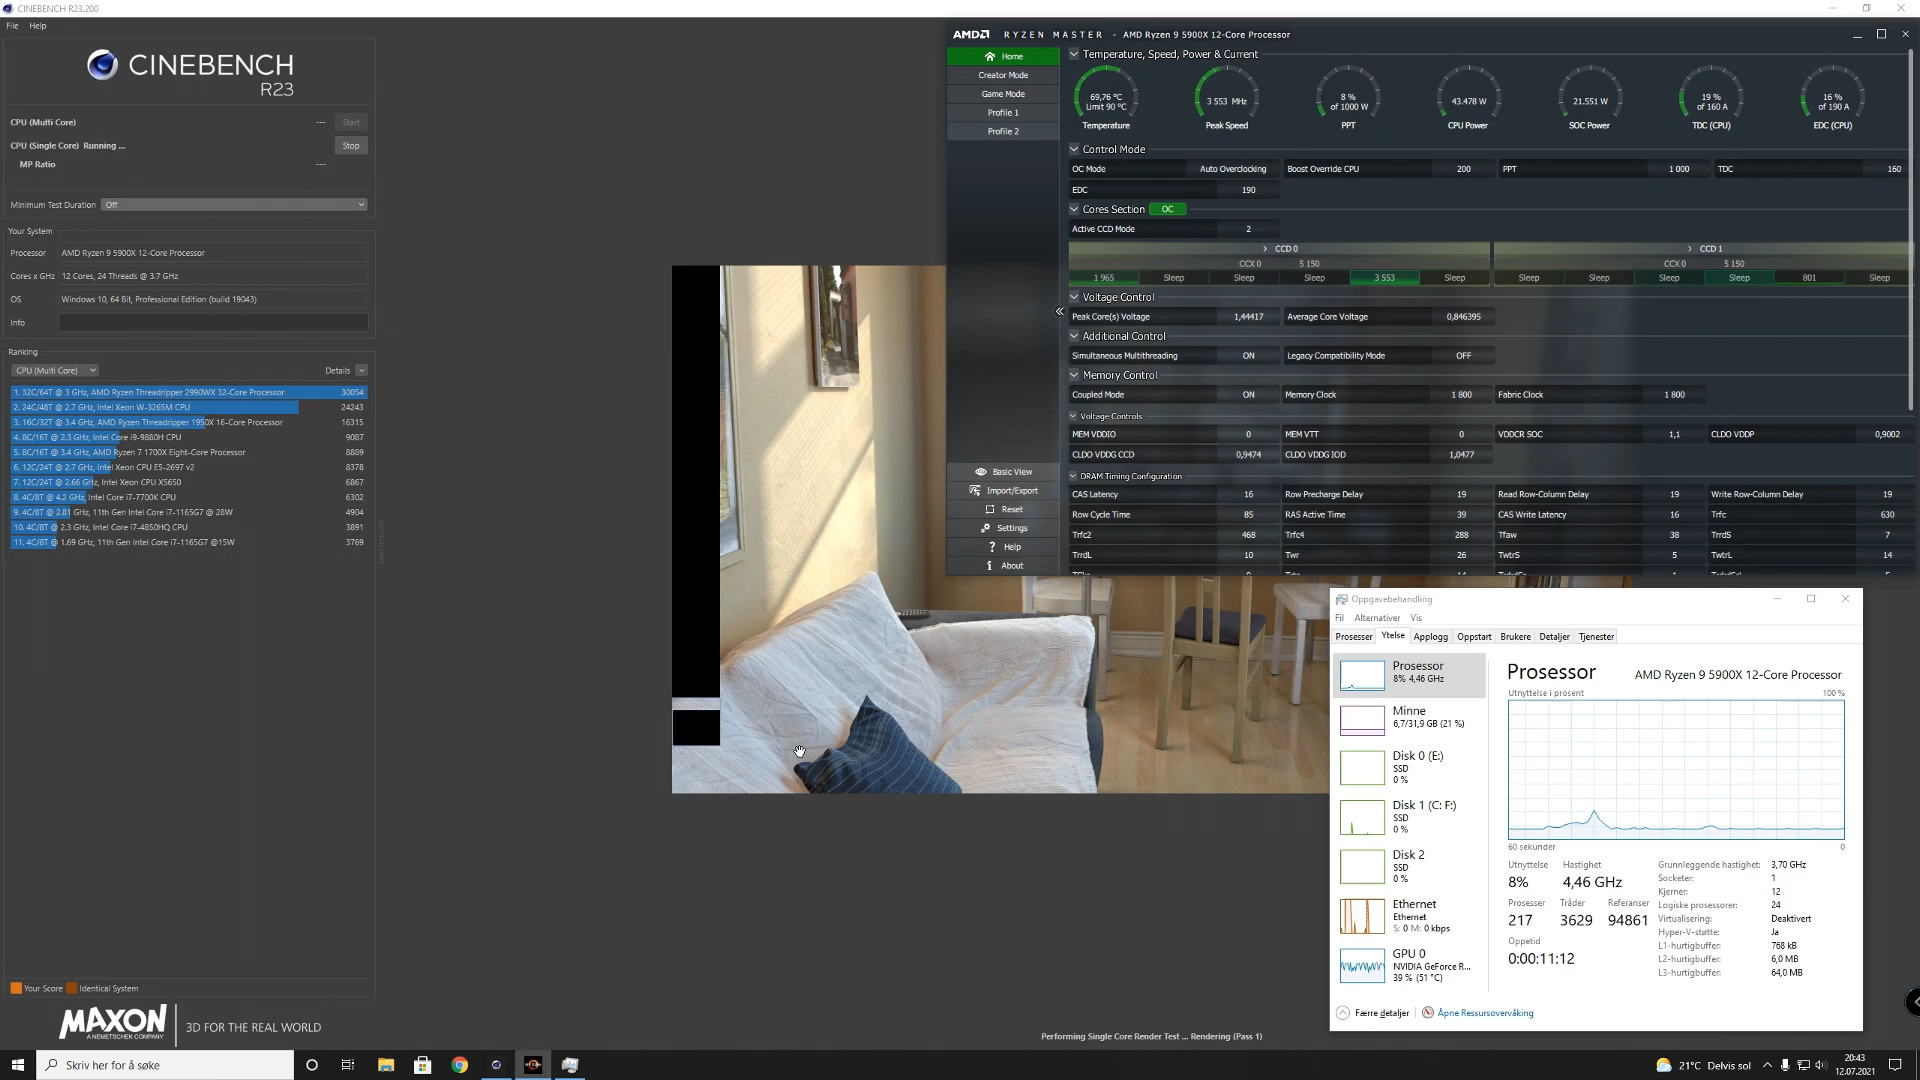 CINEBENCH R23.200
File Help
CINEBENCH
R23
CPU (Multi Core) --- Start
CPU (Single Core) Running ... Stop
MP Ratio ---
Minimum Test Duration Off
Your System
Processor AMD Ryzen 9 5900X 12-Core Processor
Cores x GHz 12 Cores, 24 Threads @ 3.7 GHz
OS Windows 10, 64 Bit, Professional Edition (build 19043)
Info
Ranking
CPU (Multi Core) Details
1. 32C/64T @ 3 GHz, AMD Ryzen Threadripper 2990WX 32-Core Processor 30054
2. 24C/48T @ 2.7 GHz, Intel Xeon W-3265M CPU 24243
3. 16C/32T @ 3.4 GHz, AMD Ryzen Threadripper 1950X 16-Core Processor 16315
4. 8C/16T @ 2.3 GHz, Intel Core i9-9880H CPU 9087
5. 8C/16T @ 3.4 GHz, AMD Ryzen 7 1700X Eight-Core Processor 8889
6. 12C/24T @ 2.7 GHz, Intel Xeon CPU E5-2697 v2 8378
7. 12C/24T @ 2.66 GHz, Intel Xeon CPU X5650 6867
8. 4C/8T @ 4.2 GHz, Intel Core i7-7700K CPU 6302
9. 4C/8T @ 2.81 GHz, 11th Gen Intel Core i7-1165G7 @ 28W 4904
10. 4C/8T @ 2.3 GHz, Intel Core i7-4850HQ CPU 3891
11. 4C/8T @ 1.69 GHz, 11th Gen Intel Core i7-1165G7 @15W 3769
Your Score Identical System
MAXON
A NEMETSCHEK COMPANY
3D FOR THE REAL WORLD
Performing Single Core Render Test ... Rendering (Pass 1)
AMD RYZEN MASTER - AMD Ryzen 9 5900X 12-Core Processor
Home
Creator Mode
Game Mode
Profile 1
Profile 2
Basic View
Import/Export
Reset
Settings
Help
About
Temperature, Speed, Power & Current
69,76 °C 3 553 MHz 8 % 43.478 W 21.551 W 19 % 16 %
Limit 90 °C of 1000 W of 160 A of 190 A
Temperature Peak Speed PPT CPU Power SOC Power TDC (CPU) EDC (CPU)
Control Mode
OC Mode Auto Overclocking Boost Override CPU 200 PPT 1 000 TDC 160
EDC 190
Cores Section OC
Active CCD Mode 2
CCD 0 CCD 1
CCX 0 5 150 CCX 0 5 150
1 965 Sleep Sleep Sleep 3 553 Sleep Sleep Sleep Sleep Sleep 801 Sleep
Voltage Control
Peak Core(s) Voltage 1,44417 Average Core Voltage 0,846395
Additional Control
Simultaneous Multithreading ON Legacy Compatibility Mode OFF
Memory Control
Coupled Mode ON Memory Clock 1 800 Fabric Clock 1 800
Voltage Controls
MEM VDDIO 0 MEM VTT 0 VDDCR SOC 1,1 CLDO VDDP 0,9002
CLDO VDDG CCD 0,9474 CLDO VDDG IOD 1,0477
DRAM Timing Configuration
CAS Latency 16 Row Precharge Delay 19 Read Row-Column Delay 19 Write Row-Column Delay 19
Row Cycle Time 85 RAS Active Time 39 CAS Write Latency 16 Trfc 630
Trfc2 468 Trfc4 288 Tfaw 38 TrrdS 7
TrrdL 10 Twr 26 TwtrS 5 TwtrL 14
Oppgavebehandling
Fil Alternativer Vis
Prosesser Ytelse Applogg Oppstart Brukere Detaljer Tjenester
Prosessor
8% 4,46 GHz
Minne
6,7/31,9 GB (21 %)
Disk 0 (E:)
SSD
0 %
Disk 1 (C: F:)
SSD
0 %
Disk 2
SSD
0 %
Ethernet
Ethernet
S: 0 M: 0 kbps
GPU 0
NVIDIA GeForce R...
39 % (51 °C)
Prosessor AMD Ryzen 9 5900X 12-Core Processor
Utnyttelse i prosent 100 %
60 sekunder 0
Utnyttelse Hastighet
8% 4,46 GHz
Prosesser Tråder Referanser
217 3629 94861
Oppetid
0:00:11:12
Grunnleggende hastighet: 3,70 GHz
Socketer: 1
Kjerner: 12
Logiske prosessorer: 24
Virtualisering: Deaktivert
Hyper-V-støtte: Ja
L1-hurtigbuffer: 768 kB
L2-hurtigbuffer: 6,0 MB
L3-hurtigbuffer: 64,0 MB
Færre detaljer Åpne Ressursovervåking
Skriv her for å søke
21°C Delvis sol
20:43
12.07.2021